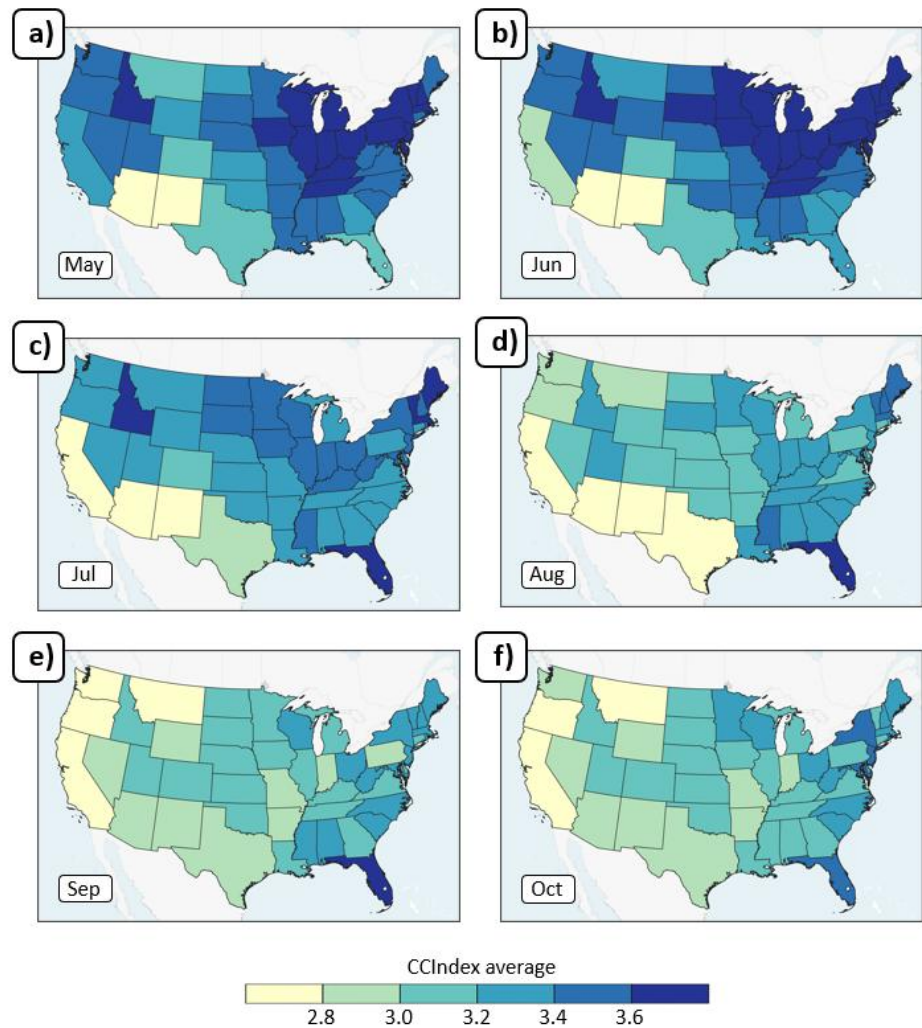 a)
b)
May
Jun
c)
d)
Jul
Aug
e)
f)
Sep
Oct
CCIndex average
2.8 3.0 3.2 3.4 3.6